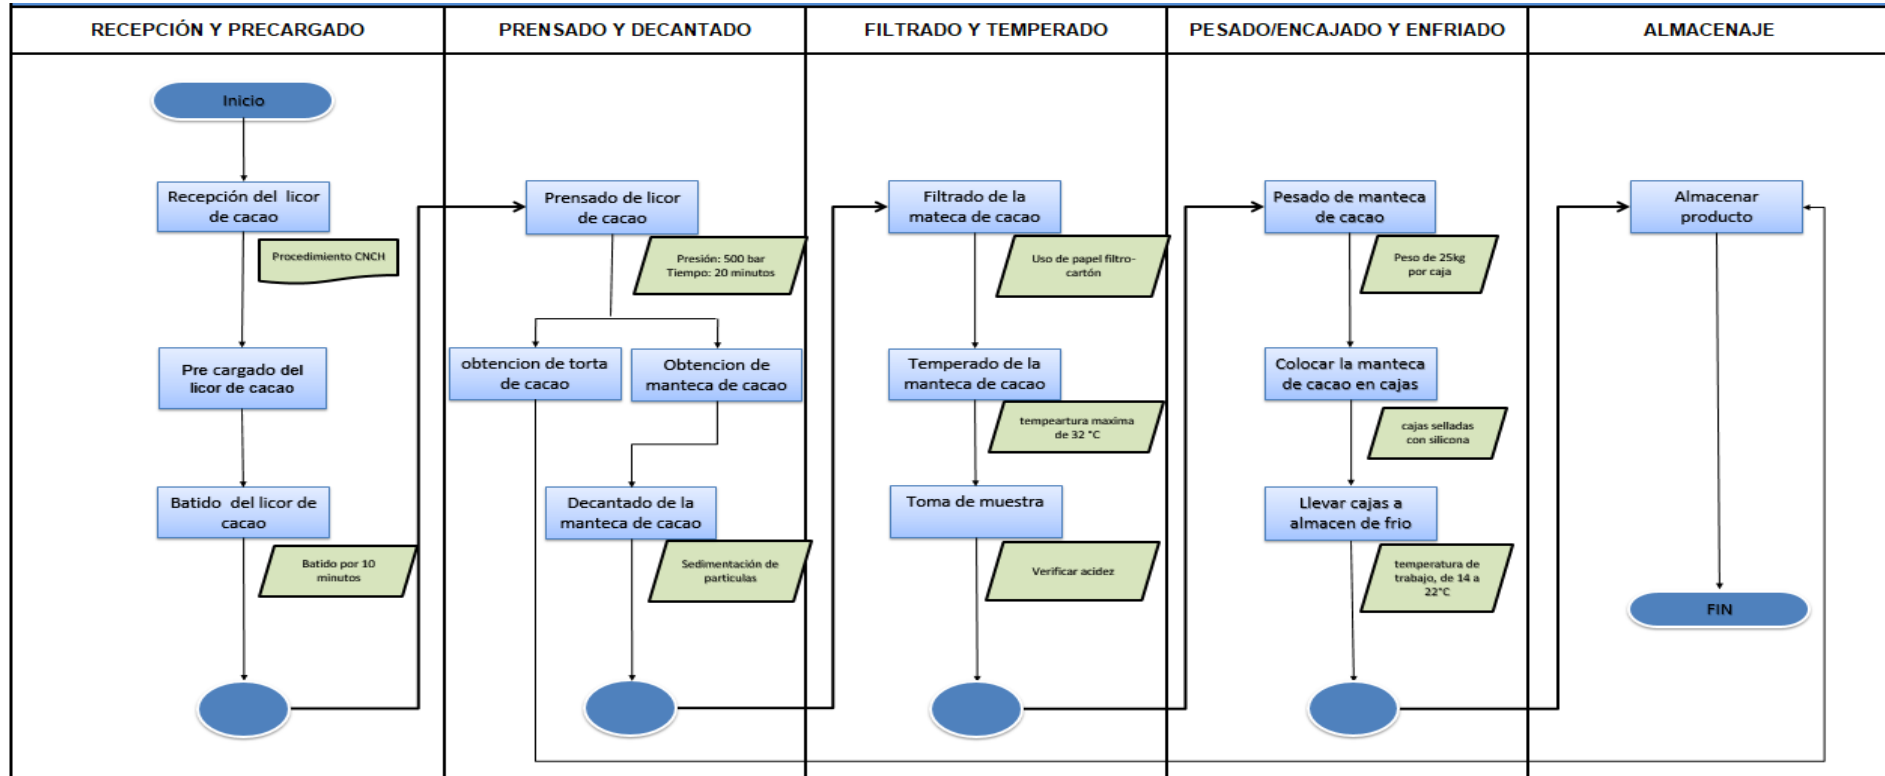 RECEPCIÓN Y PRECARGADO
PRENSADO Y DECANTADO
FILTRADO Y TEMPERADO
PESADO/ENCAJADO Y ENFRIADO
ALMACENAJE
Inicio
Recepción del licor
de cacao
Procedimiento CNCH
Pre cargado del
licor de cacao
Batido del licor de
cacao
Batido por 10
minutos
Prensado de licor
de cacao
Presión: 500 bar
Tiempo: 20 minutos
obtencion de torta
de cacao
Obtencion de
manteca de cacao
Decantado de la
manteca de cacao
Sedimentación de
particulas
Filtrado de la
mateca de cacao
Uso de papel filtro-
cartón
Temperado de la
manteca de cacao
tempeartura maxima
de 32 °C
Toma de muestra
Verificar acidez
Pesado de manteca
de cacao
Peso de 25kg
por caja
Colocar la manteca
de cacao en cajas
cajas selladas
con silicona
Llevar cajas a
almacen de frio
temperatura de
trabajo, de 14 a
22°C
Almacenar
producto
FIN